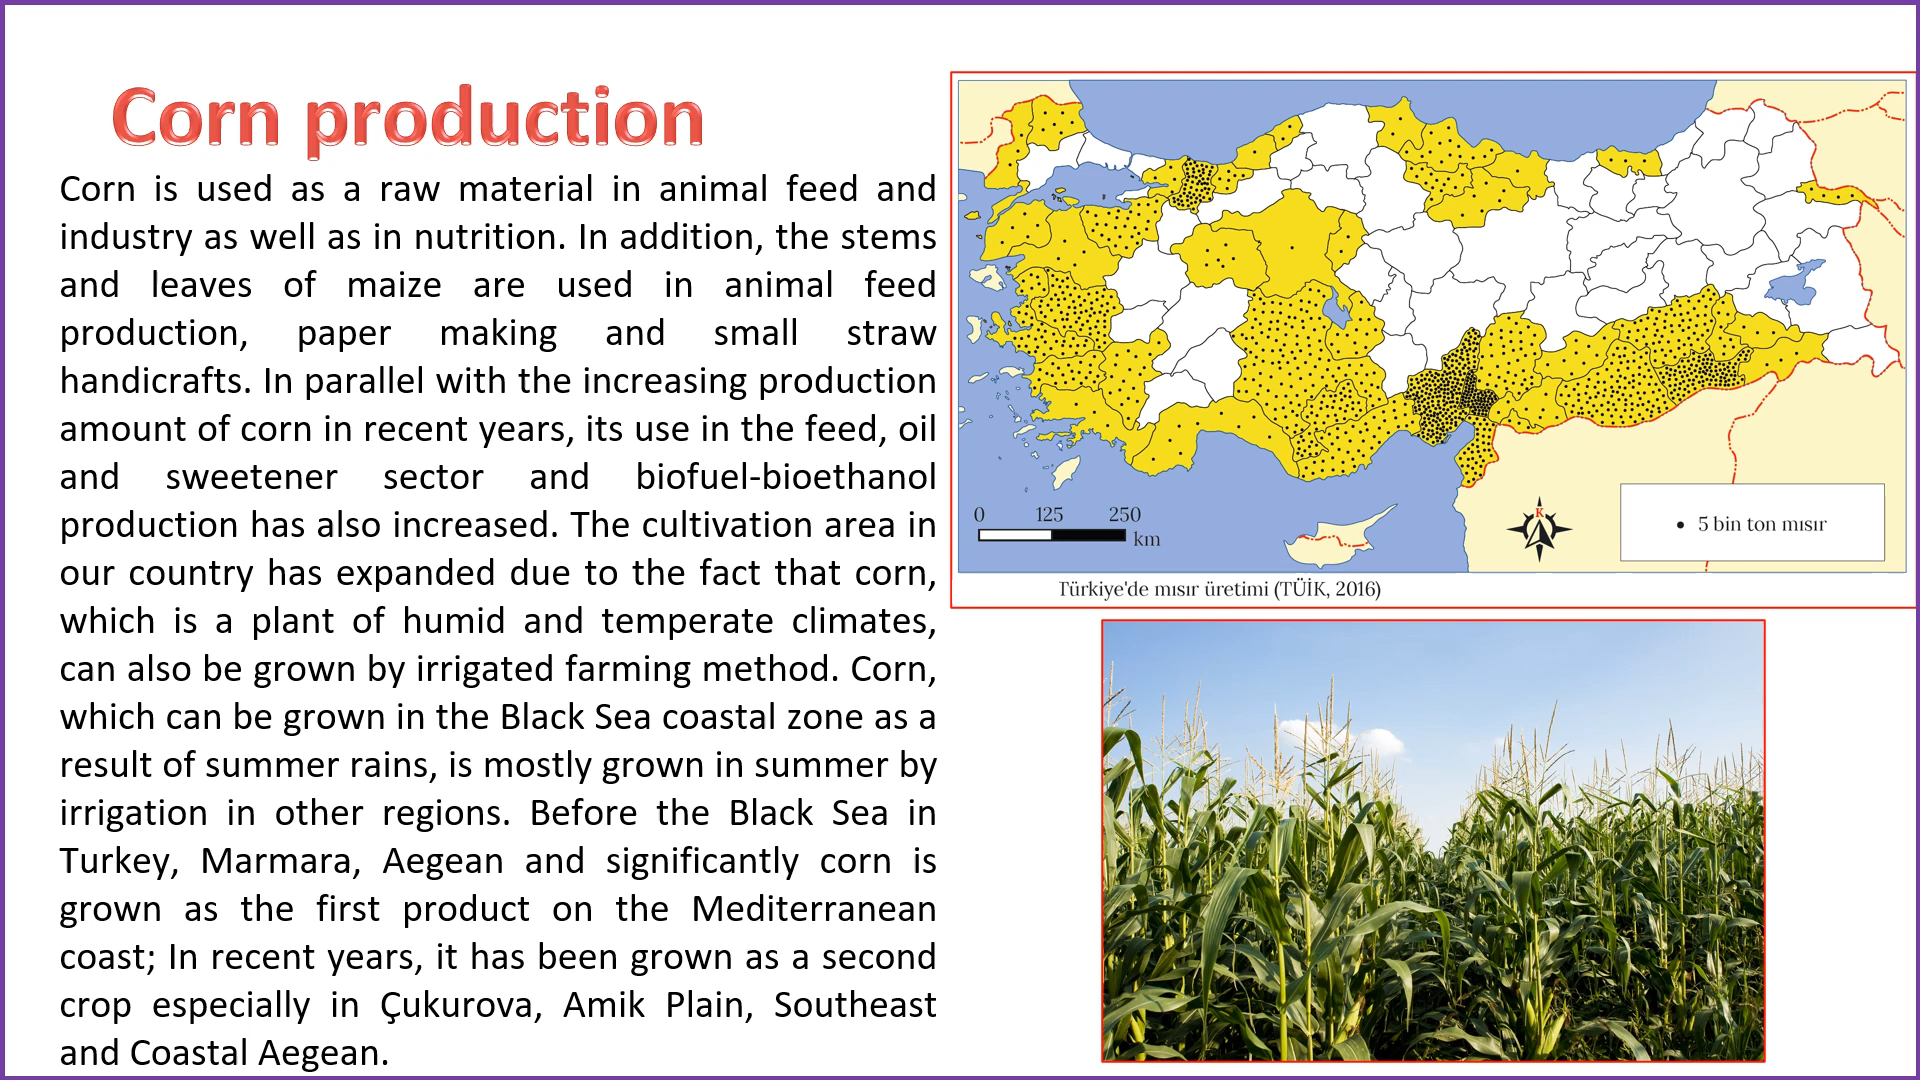 Corn production
Corn is used as a raw material in animal feed and
industry as well as in nutrition. In addition, the stems
and leaves of maize are used in animal feed
production, paper making and small straw
handicrafts. In parallel with the increasing production
amount of corn in recent years, its use in the feed, oil
and sweetener sector and biofuel-bioethanol
production has also increased. The cultivation area in
our country has expanded due to the fact that corn,
which is a plant of humid and temperate climates,
can also be grown by irrigated farming method. Corn,
which can be grown in the Black Sea coastal zone as a
result of summer rains, is mostly grown in summer by
irrigation in other regions. Before the Black Sea in
Turkey, Marmara, Aegean and significantly corn is
grown as the first product on the Mediterranean
coast; In recent years, it has been grown as a second
crop especially in Çukurova, Amik Plain, Southeast
and Coastal Aegean.
0 125 250
km
K
5 bin ton mısır
Türkiye'de mısır üretimi (TÜİK, 2016)